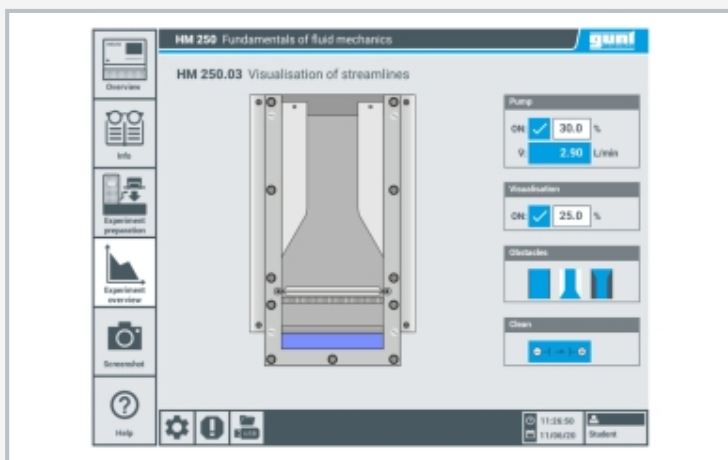 HM 250 Fundamentals of fluid mechanics
gunt
HM 250.03 Visualisation of streamlines
Overview
Info
Experiment
preparation
Experiment
overview
Screenshot
Help
Pump
ON: 30.0 %
V̇: 2.90 L/min
Visualisation
ON: 25.0 %
Obstacles
Clean
USB
11:26:50
11/06/20
Student